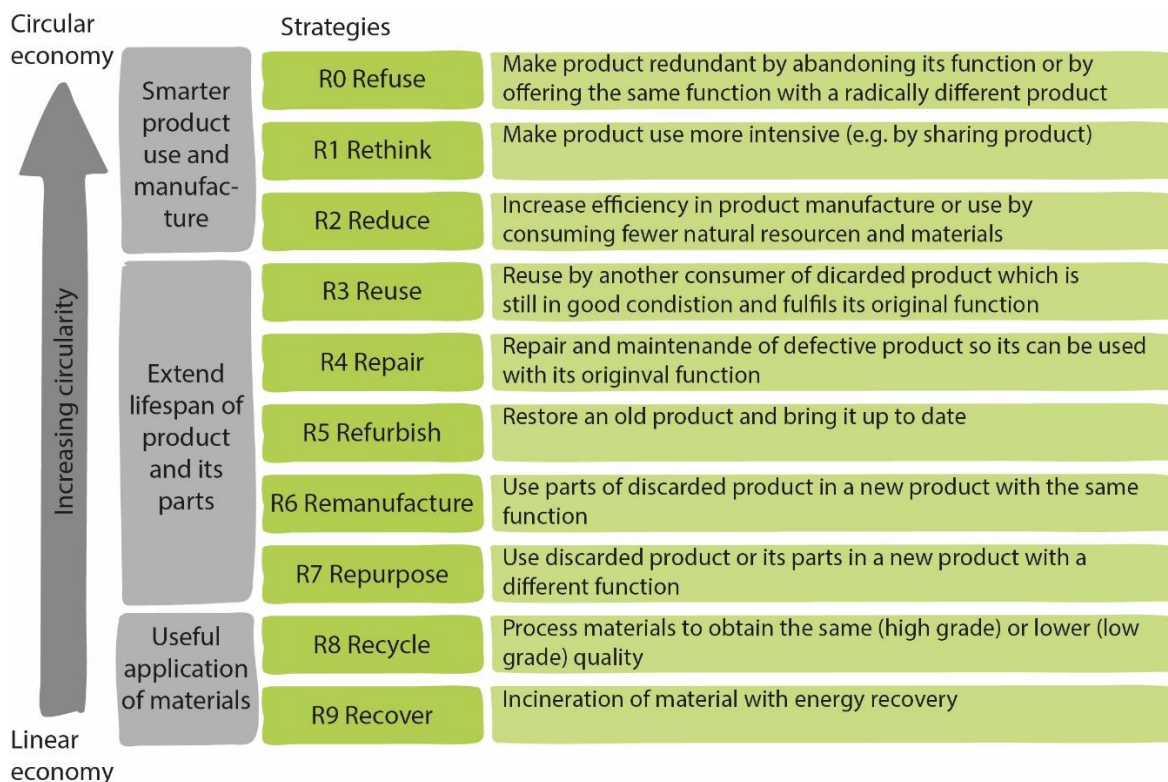 Circular
economy
Strategies
Increasing circularity
Linear
economy
Smarter
product
use and
manufac-
ture
R0 Refuse
Make product redundant by abandoning its function or by
offering the same function with a radically different product
R1 Rethink
Make product use more intensive (e.g. by sharing product)
R2 Reduce
Increase efficiency in product manufacture or use by
consuming fewer natural resourcen and materials
Extend
lifespan of
product
and its
parts
R3 Reuse
Reuse by another consumer of dicarded product which is
still in good condistion and fulfils its original function
R4 Repair
Repair and maintenande of defective product so its can be used
with its originval function
R5 Refurbish
Restore an old product and bring it up to date
R6 Remanufacture
Use parts of discarded product in a new product with the same
function
R7 Repurpose
Use discarded product or its parts in a new product with a
different function
Useful
application
of materials
R8 Recycle
Process materials to obtain the same (high grade) or lower (low
grade) quality
R9 Recover
Incineration of material with energy recovery